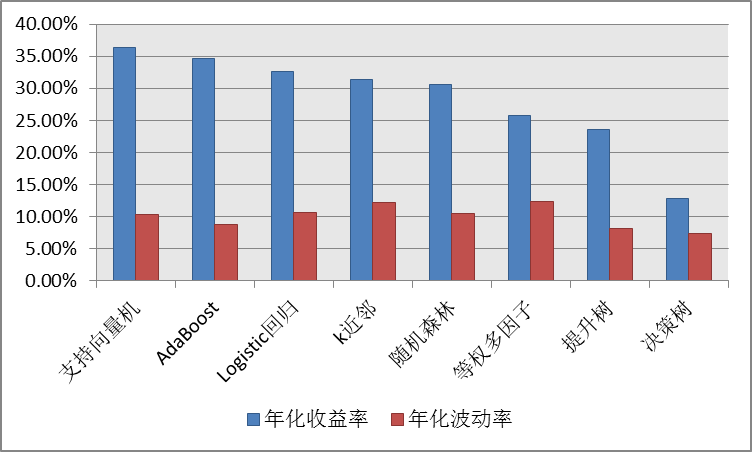 40.00%
35.00%
30.00%
25.00%
20.00%
15.00%
10.00%
5.00%
0.00%
支持向量机
AdaBoost
Logistic回归
k近邻
随机森林
等权多因子
提升树
决策树
年化收益率 年化波动率